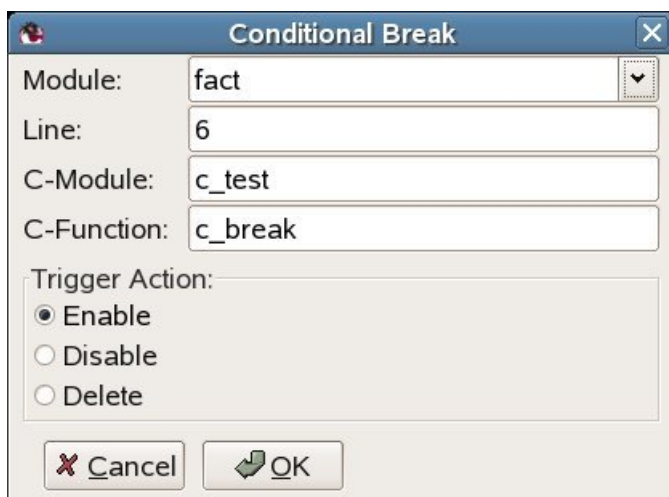 Conditional Break
Module: fact
Line: 6
C-Module: c_test
C-Function: c_break
Trigger Action:
Enable
Disable
Delete
Cancel OK